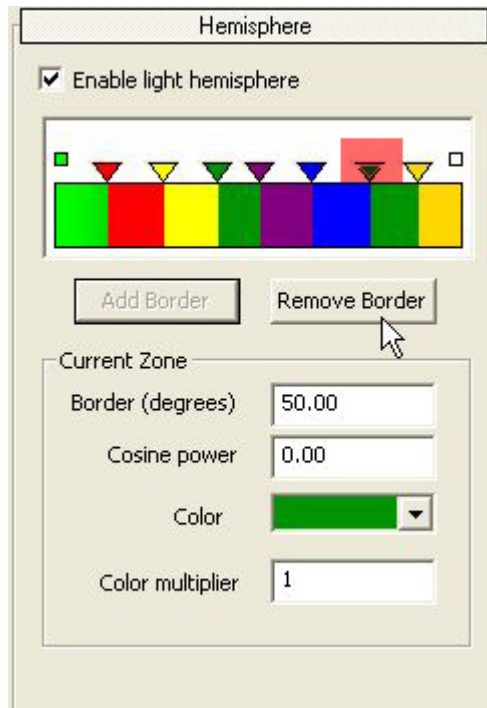 Hemisphere
Enable light hemisphere
Add Border Remove Border
Current Zone
Border (degrees) 50.00
Cosine power 0.00
Color
Color multiplier 1